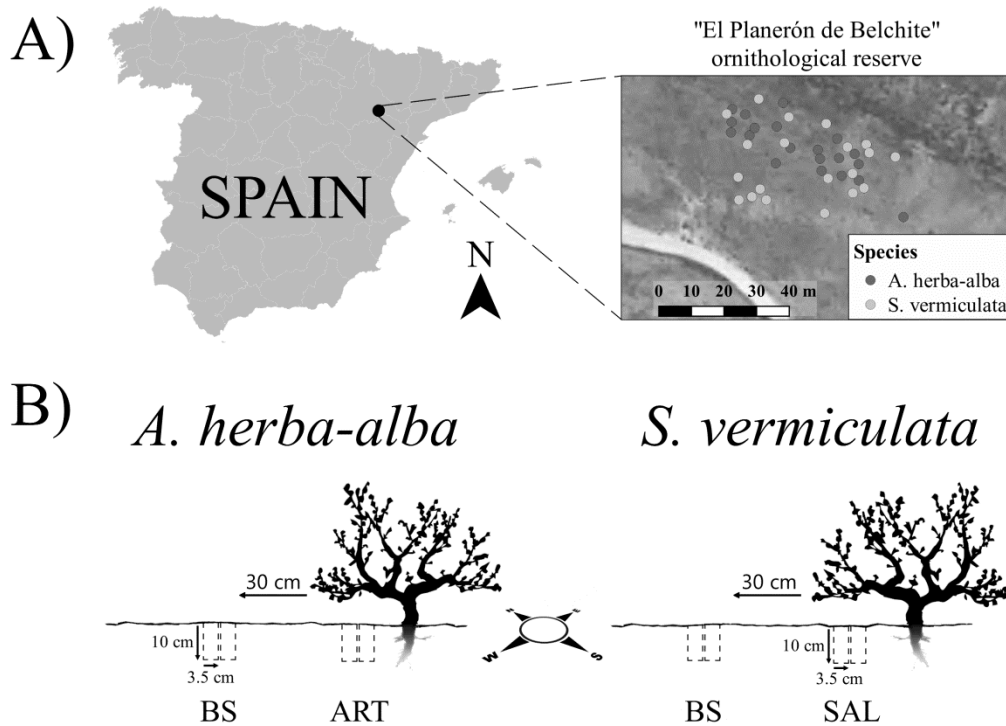 A)
"El Planerón de Belchite"
ornithological reserve
SPAIN
N
Species
A. herba-alba
S. vermiculata
0 10 20 30 40 m
B)
A. herba-alba
S. vermiculata
30 cm
30 cm
10 cm
3.5 cm
W
S
10 cm
3.5 cm
BS
ART
BS
SAL